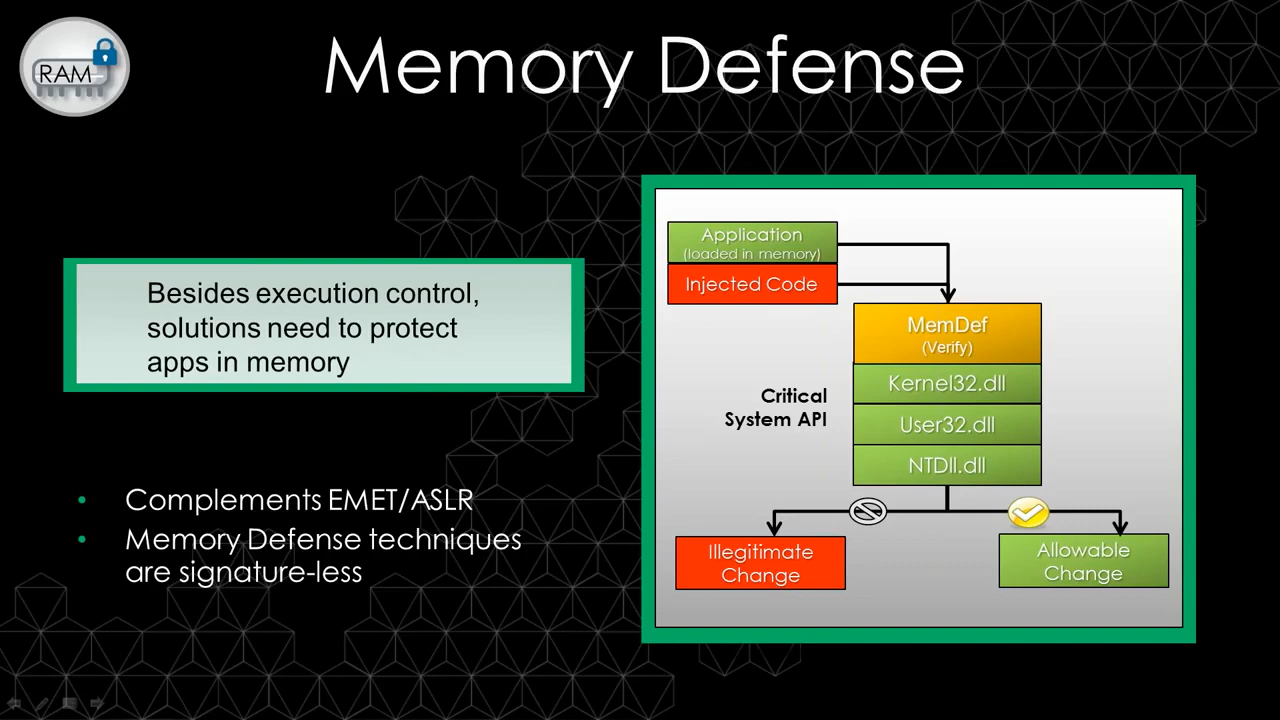 RAM
Memory Defense
Besides execution control,
solutions need to protect
apps in memory
• Complements EMET/ASLR
• Memory Defense techniques
are signature-less
Application
(loaded in memory)
Injected Code
MemDef
(Verify)
Critical
System API
Kernel32.dll
User32.dll
NTDll.dll
Illegitimate
Change
Allowable
Change